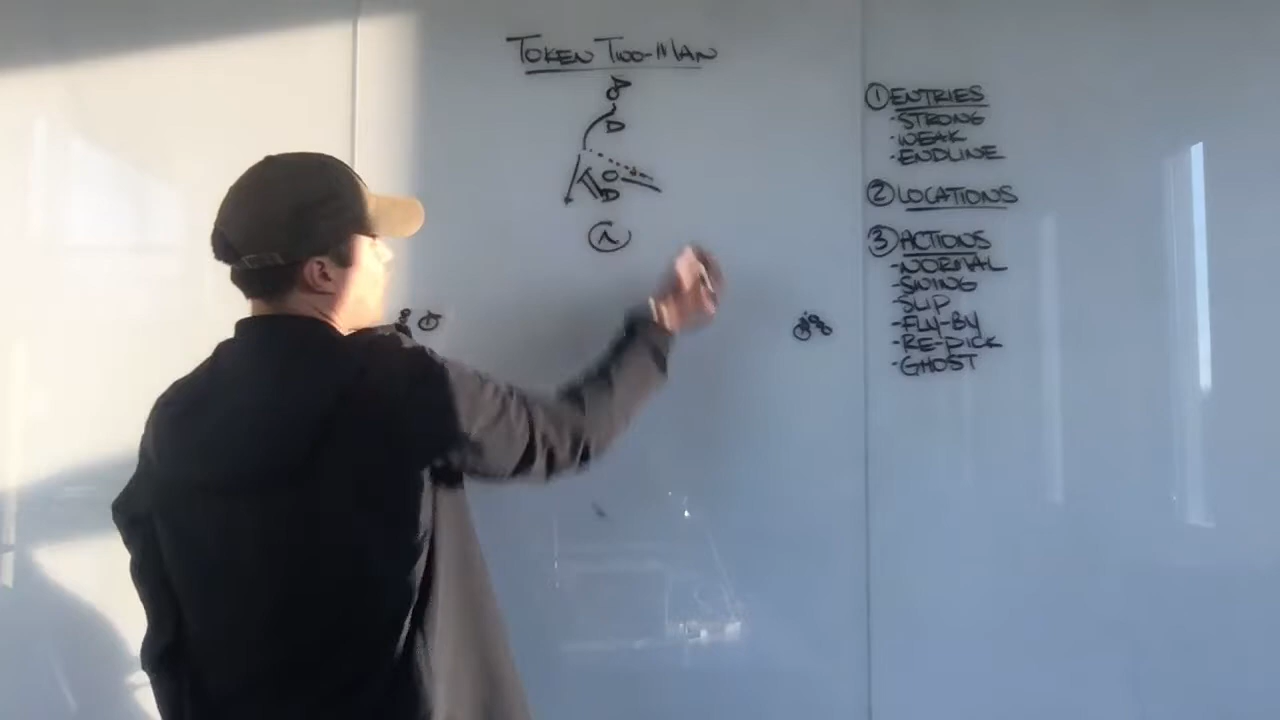 TOKEN TWO-MAN
D
O
D
① ENTRIES
-STRONG
-WEAK
-ENDLINE
② LOCATIONS
③ ACTIONS
-NORMAL
-SWING
-SLIP
-FLY-BY
-RE-PICK
-GHOST